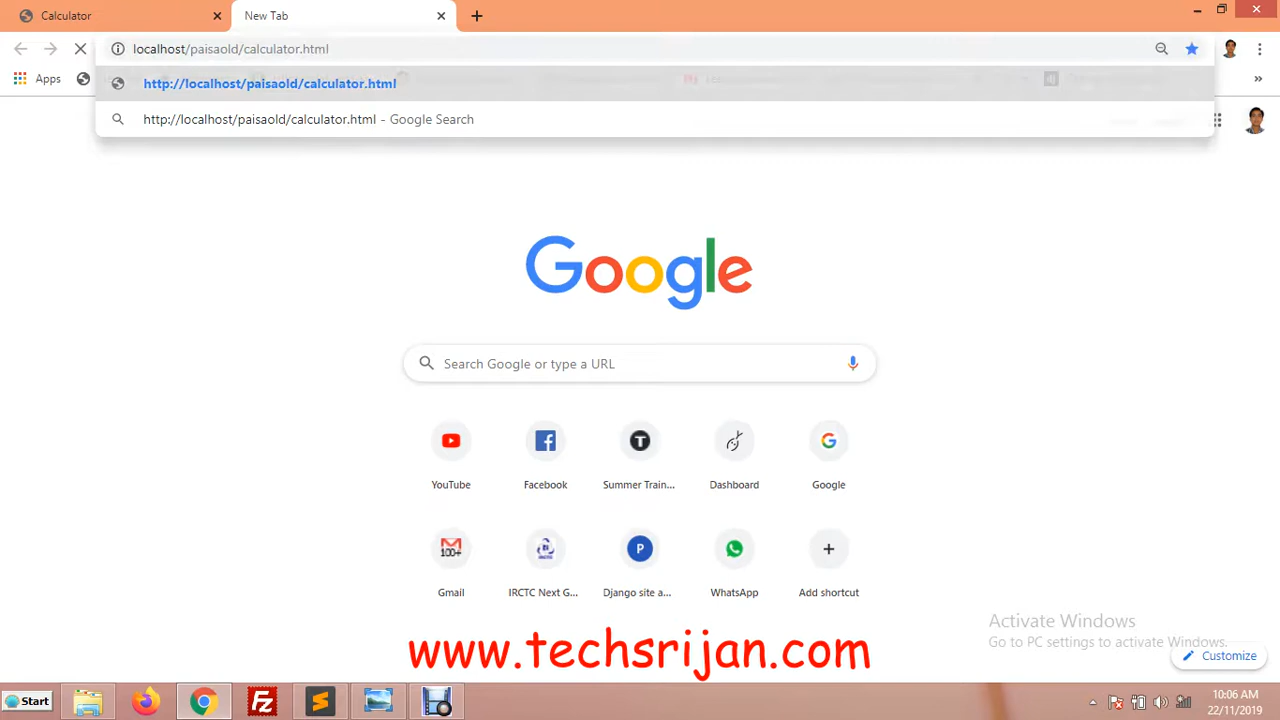 Calculator
New Tab
localhost/paisaold/calculator.html
Apps
http://localhost/paisaold/calculator.html
http://localhost/paisaold/calculator.html - Google Search
Google
Search Google or type a URL
YouTube
Facebook
Summer Train...
Dashboard
Google
100+
Gmail
IRCTC Next G...
P
Django site a...
WhatsApp
Add shortcut
www.techsrijan.com
Activate Windows
Go to PC settings to activate Windows.
Customize
Start
10:06 AM
22/11/2019